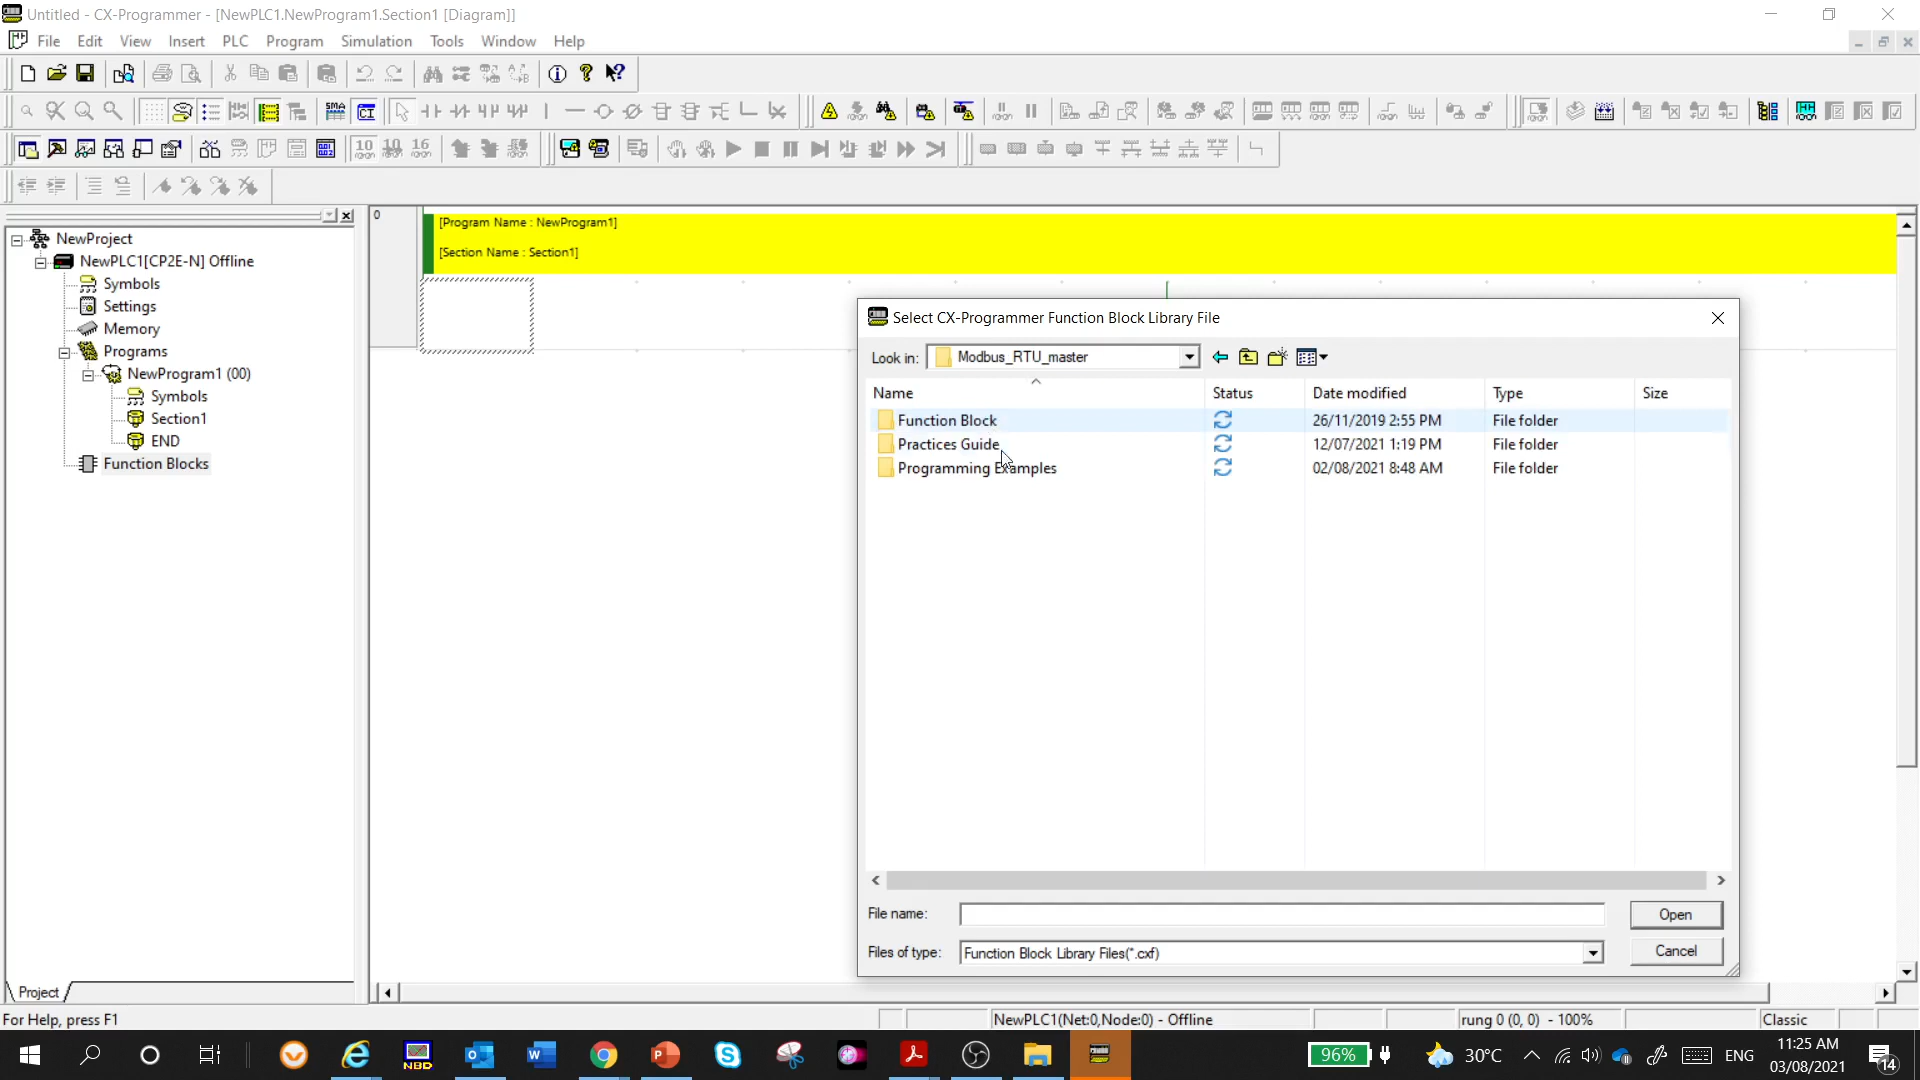 Untitled - CX-Programmer - [NewPLC1.NewProgram1.Section1 [Diagram]]
File Edit View Insert PLC Program Simulation Tools Window Help
SMA
10 10 16
NewProject
NewPLC1[CP2E-N] Offline
Symbols
Settings
Memory
Programs
NewProgram1 (00)
Symbols
Section1
END
Function Blocks
Project
0
[Program Name : NewProgram1]
[Section Name : Section1]
Select CX-Programmer Function Block Library File
Look in: Modbus_RTU_master
Name Status Date modified Type Size
Function Block 26/11/2019 2:55 PM File folder
Practices Guide 12/07/2021 1:19 PM File folder
Programming Examples 02/08/2021 8:48 AM File folder
File name: Open
Files of type: Function Block Library Files(*.cxf) Cancel
For Help, press F1 NewPLC1(Net:0,Node:0) - Offline rung 0 (0, 0) - 100% Classic
NBD 96% 30°C ENG 11:25 AM
03/08/2021 14